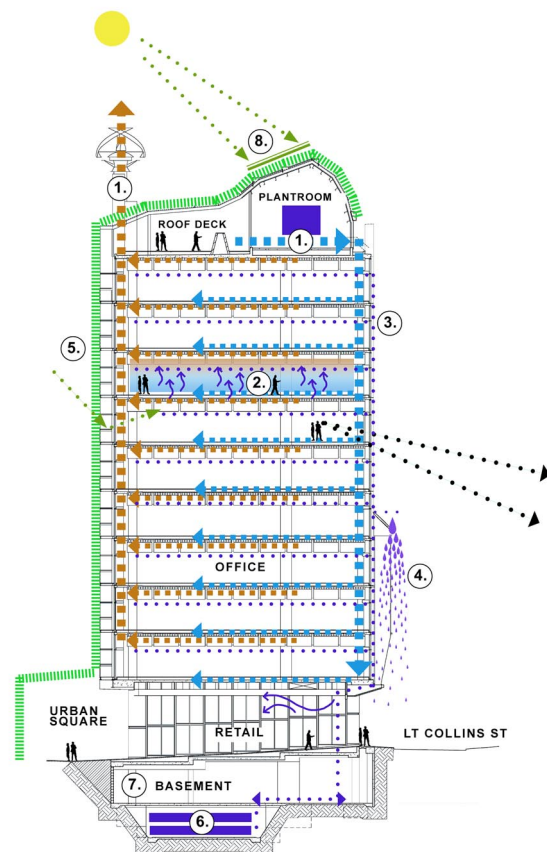 8.
1.
PLANTROOM
ROOF DECK
1.
3.
5.
2.
OFFICE
4.
URBAN
SQUARE
RETAIL
LT COLLINS ST
7.
BASEMENT
6.